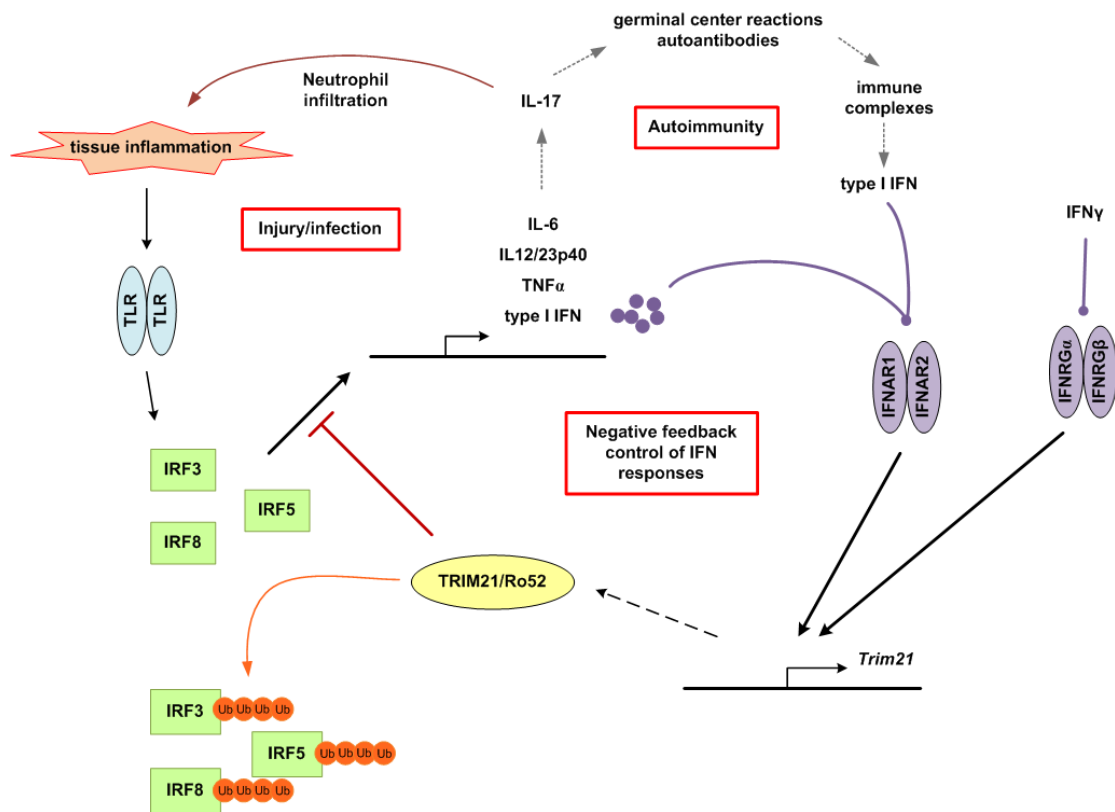 germinal center reactions
autoantibodies
Neutrophil
infiltration
IL-17
immune
complexes
Autoimmunity
tissue inflammation
type I IFN
Injury/infection
IL-6
IFNγ
IL12/23p40
TNFα
type I IFN
TLR
TLR
IFNAR1
IFNAR2
IFNRGα
IFNRGβ
Negative feedback
control of IFN
responses
IRF3
IRF5
IRF8
TRIM21/Ro52
Trim21
IRF3
Ub Ub Ub Ub
IRF5
Ub Ub Ub Ub
IRF8
Ub Ub Ub Ub